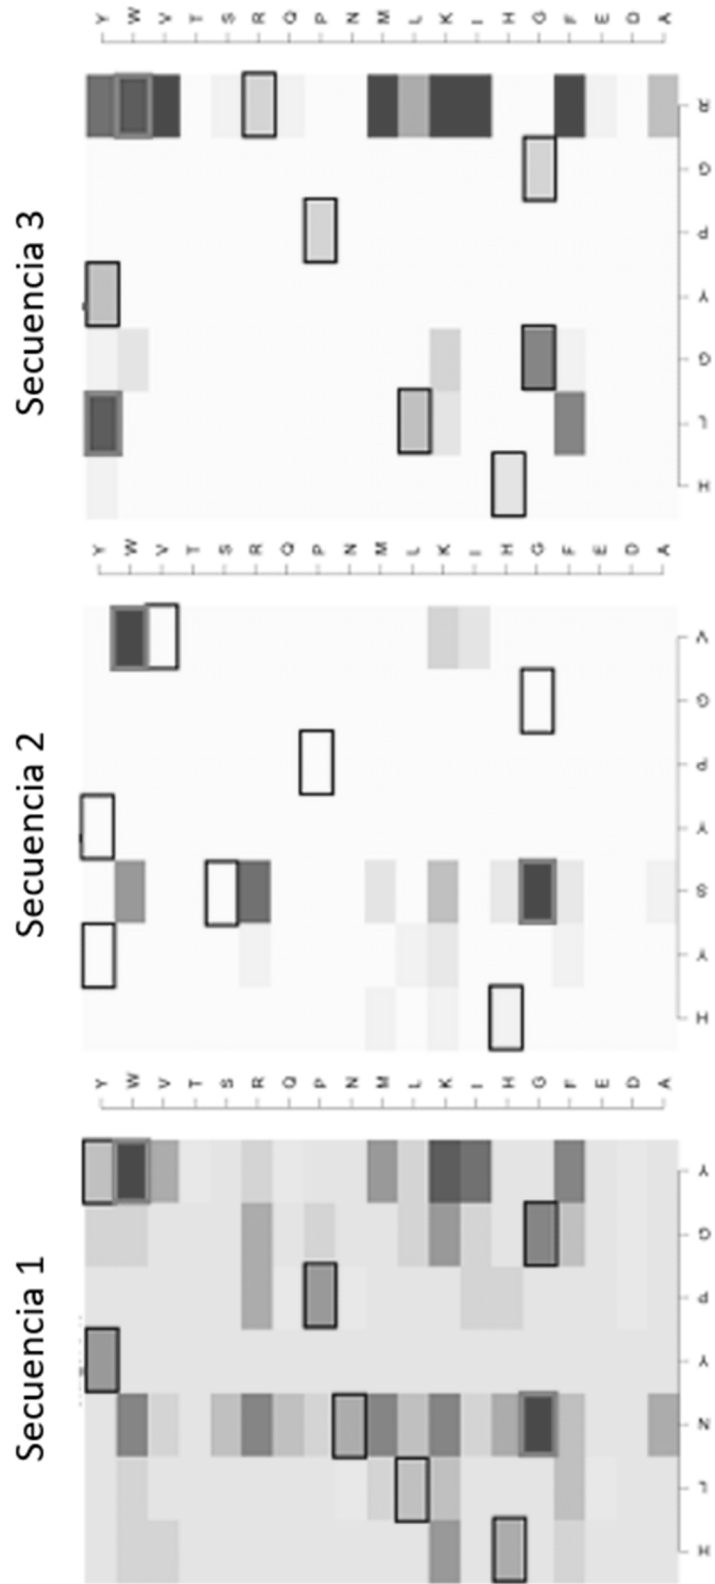 Secuencia 1
Y W V T S R Q P N M L K I H G F E D A
H L N Y P G Y
Secuencia 2
Y W V T S R Q P N M L K I H G F E D A
H Y S Y P G V
Secuencia 3
Y W V T S R Q P N M L K I H G F E D A
H L G Y P G R